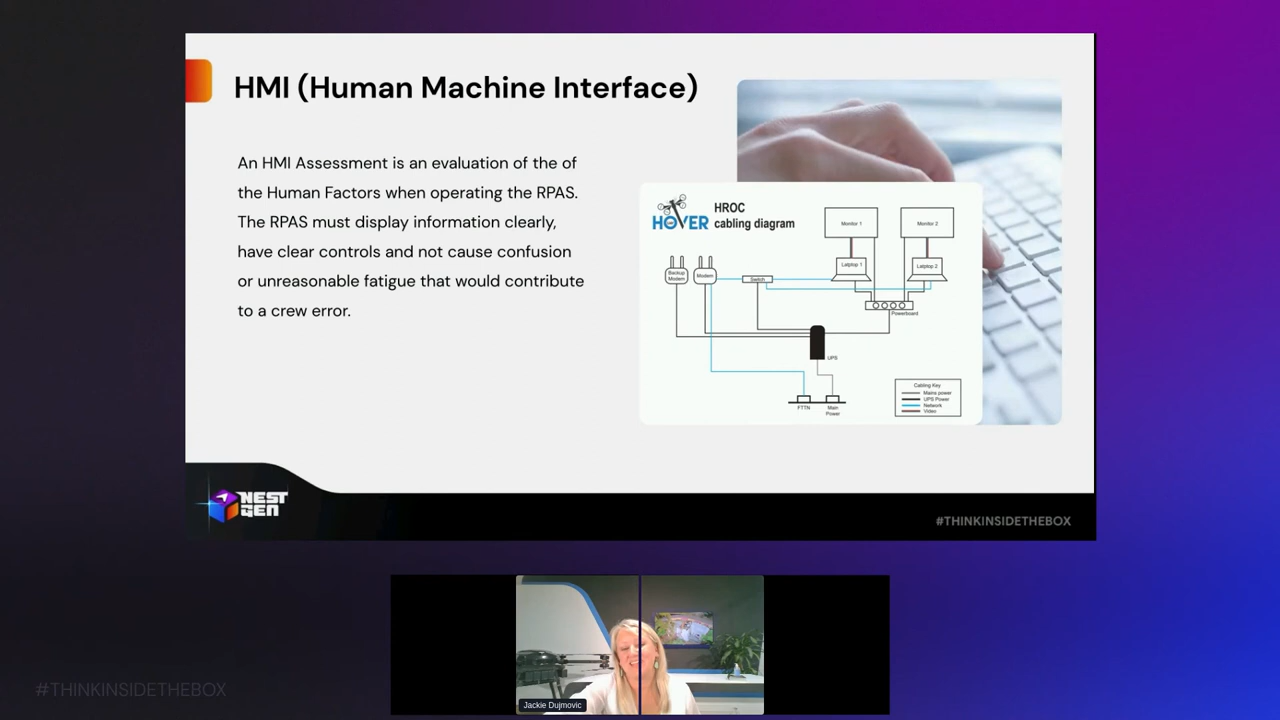 HMI (Human Machine Interface)
An HMI Assessment is an evaluation of the of
the Human Factors when operating the RPAS.
The RPAS must display information clearly,
have clear controls and not cause confusion
or unreasonable fatigue that would contribute
to a crew error.
HOVER
HROC
cabling diagram
Monitor 1
Monitor 2
Backup
Modem
Modem
Switch
Latptop 1
Latptop 2
Powerboard
UPS
FTTN
Main
Power
Cabling Key
Mains power
UPS Power
Network
Video
NEST
GEN
#THINKINSIDETHEBOX
Jackie Dujmovic
#THINKINSIDETHEBOX